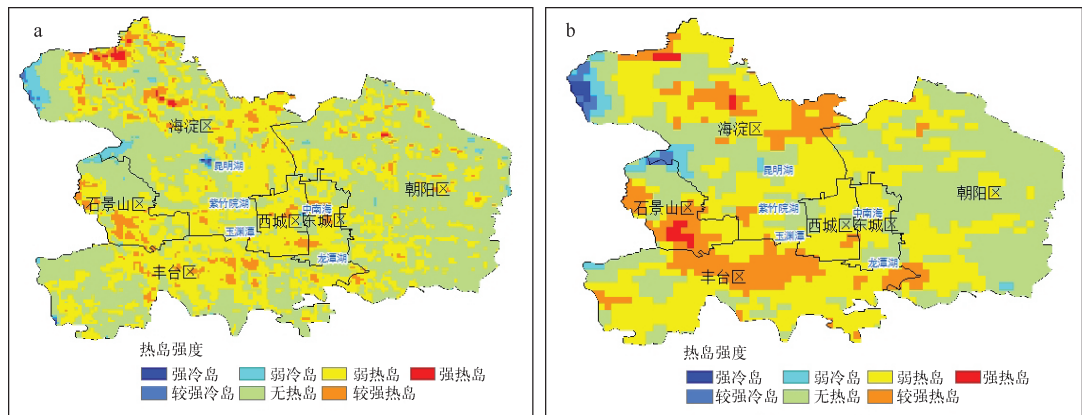 a
海淀区
昆明湖
朝阳区
石景山区
紫竹院湖
中南海
西城区
东城区
玉渊潭
龙潭湖
丰台区
热岛强度
强冷岛 弱冷岛 弱热岛 强热岛
较强冷岛 无热岛 较强热岛
b
海淀区
昆明湖
朝阳区
石景山区
紫竹院湖
中南海
西城区
东城区
玉渊潭
龙潭湖
丰台区
热岛强度
强冷岛 弱冷岛 弱热岛 强热岛
较强冷岛 无热岛 较强热岛